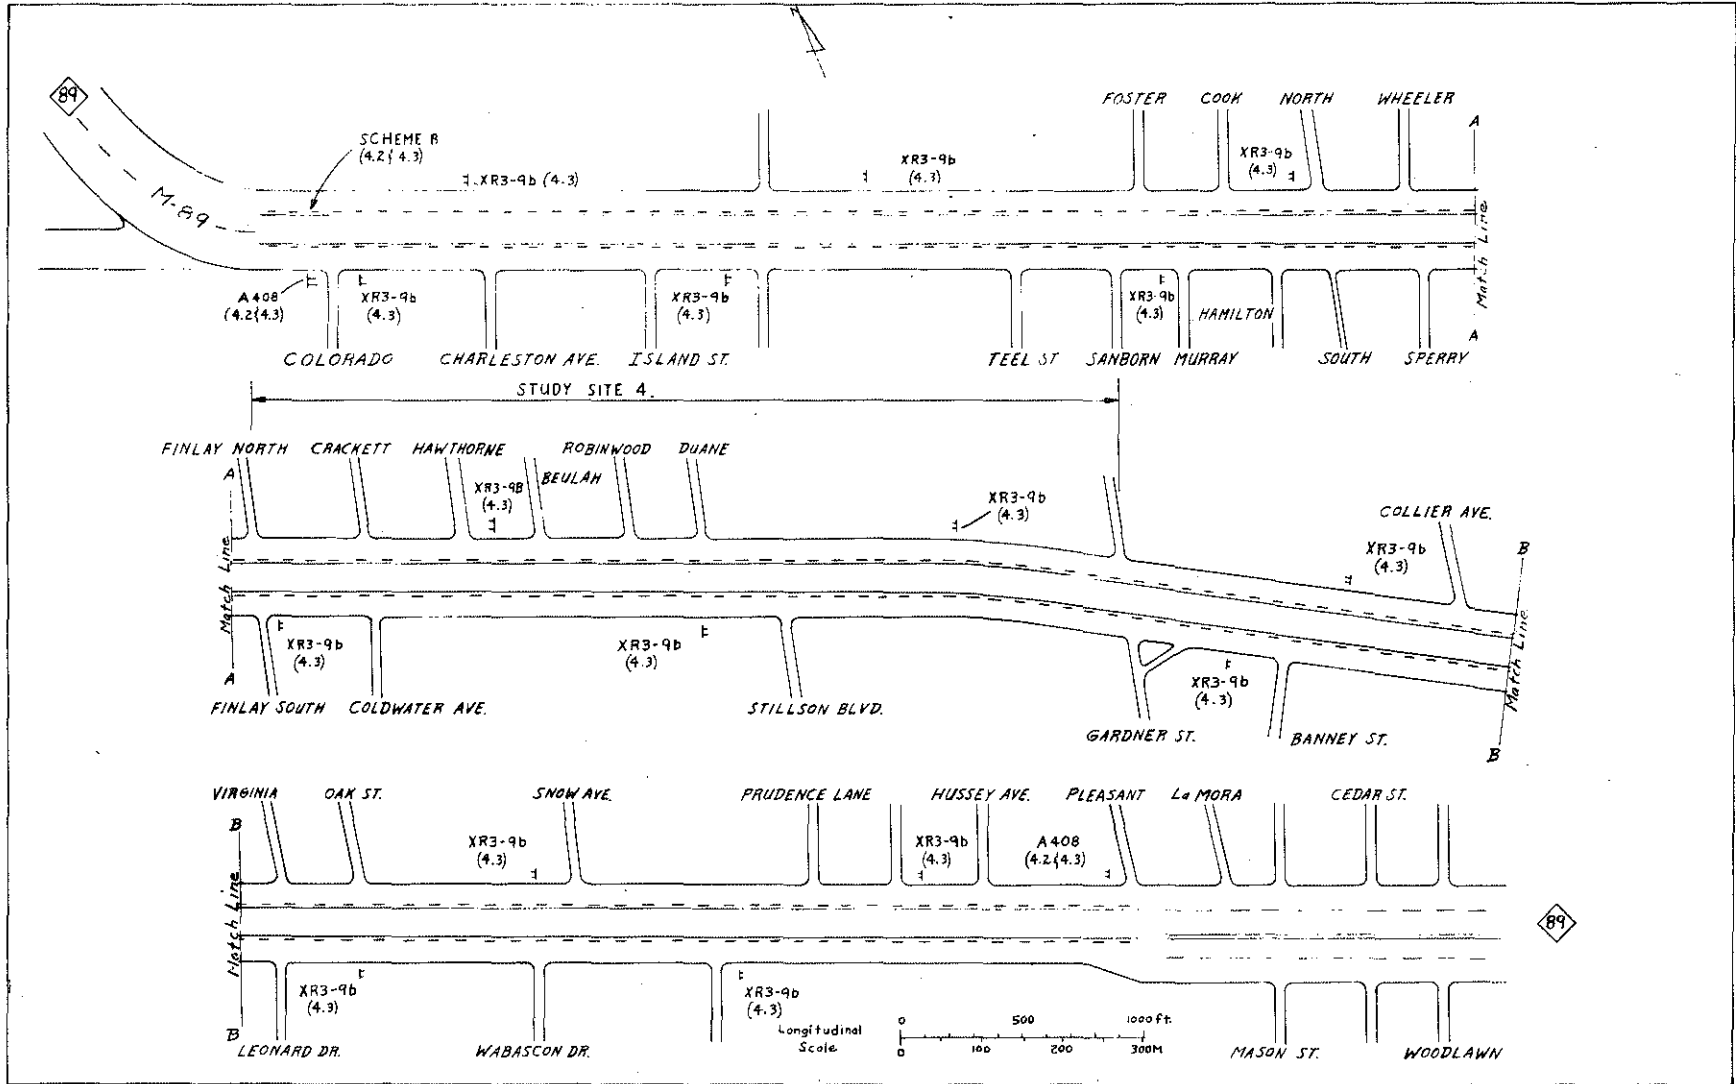 N
89
M-89
SCHEME B
(4.2 & 4.3)
XR3-9b (4.3)
XR3-9b
(4.3)
FOSTER
COOK
NORTH
WHEELER
XR3-9b
(4.3)
A
Match Line
A
A408
(4.2 & 4.3)
XR3-9b
(4.3)
XR3-9b
(4.3)
XR3-9b
(4.3)
HAMILTON
COLORADO
CHARLESTON AVE.
ISLAND ST.
TEEL ST
SANBORN
MURRAY
SOUTH
SPERRY
STUDY SITE 4.
FINLAY NORTH
CRACKETT
HAWTHORNE
BEULAH
ROBINWOOD
DUANE
A
Match Line
A
XR3-9B
(4.3)
XR3-9b
(4.3)
COLLIER AVE.
XR3-9b
(4.3)
B
Match Line
B
XR3-9b
(4.3)
XR3-9b
(4.3)
XR3-9b
(4.3)
FINLAY SOUTH
COLDWATER AVE.
STILLSON BLVD.
GARDNER ST.
BANNEY ST.
VIRGINIA
OAK ST.
SNOW AVE.
PRUDENCE LANE
HUSSEY AVE.
PLEASANT
La MORA
CEDAR ST.
B
Match Line
B
XR3-9b
(4.3)
XR3-9b
(4.3)
A408
(4.2 & 4.3)
89
XR3-9b
(4.3)
XR3-9b
(4.3)
Longitudinal
Scale
0 500 1000 ft.
0 100 200 300M
LEONARD DR.
WABASCON DR.
MASON ST.
WOODLAWN